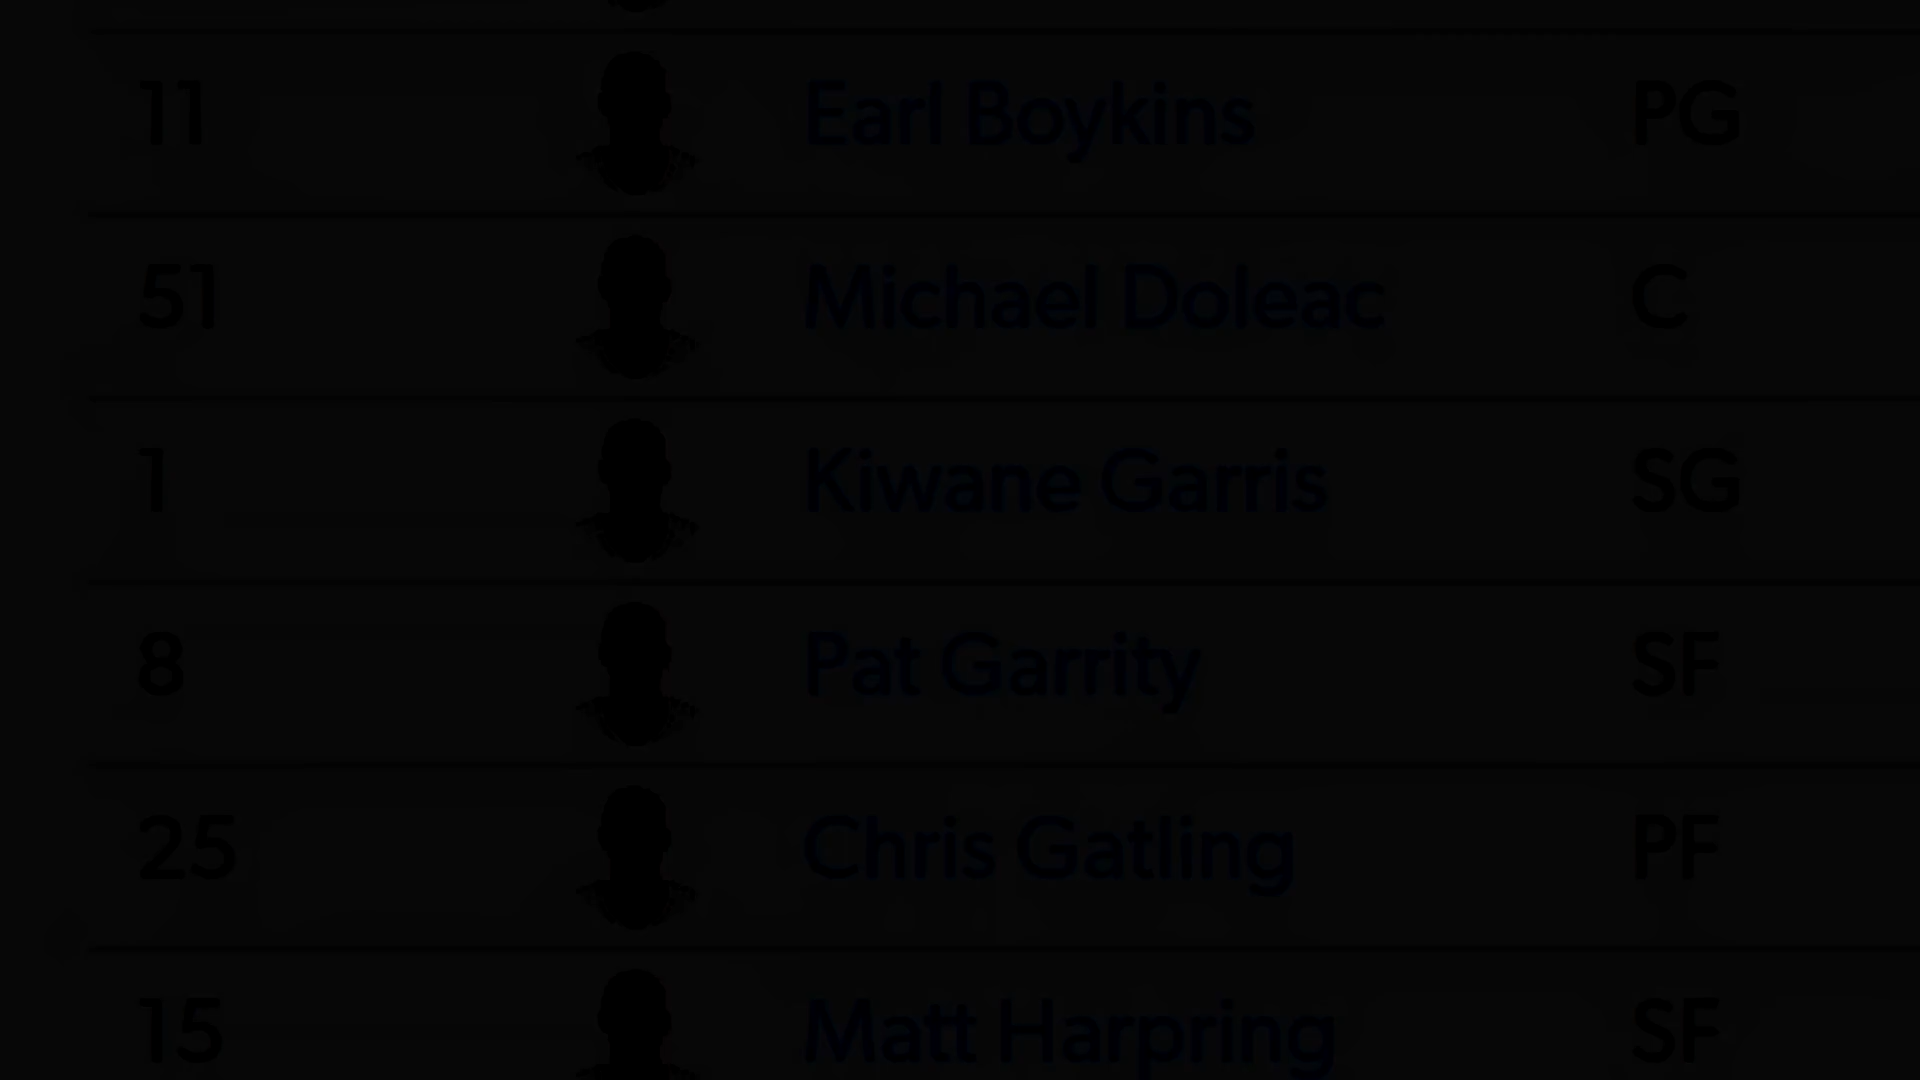 11 Earl Boykins PG
51 Michael Doleac C
1 Kiwane Garris SG
8 Pat Garrity SF
25 Chris Gatling PF
15 Matt Harpring SF